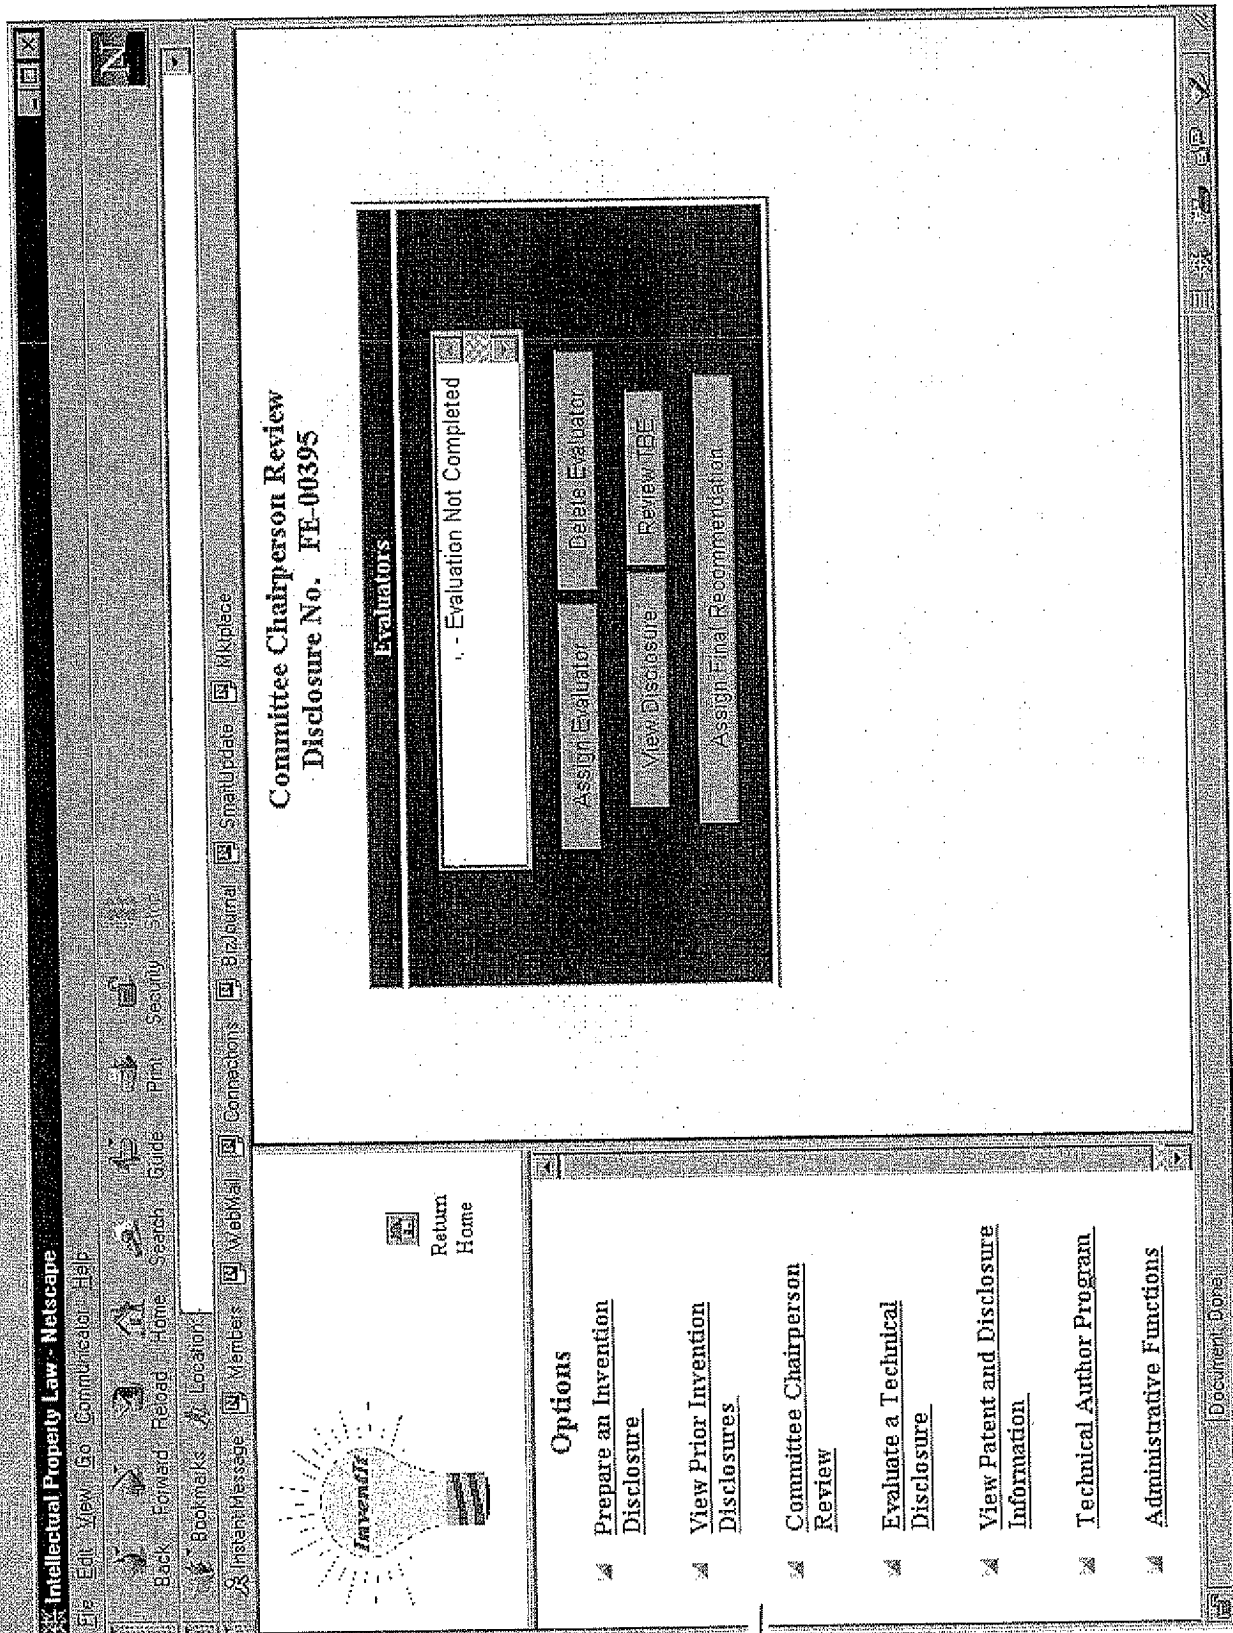 Intellectual Property Law - Netscape
File Edit View Go Communicator Help
Back Forward Reload Home Search Guide Print Security Stop
Bookmarks Location:
Instant Message Members WebMail Connections BizJournal SmartUpdate Mktplace
InventIt
Return
Home
Options
Prepare an Invention
Disclosure
View Prior Invention
Disclosures
Committee Chairperson
Review
Evaluate a Technical
Disclosure
View Patent and Disclosure
Information
Technical Author Program
Administrative Functions
Committee Chairperson Review
Disclosure No. FE-00395
Evaluators
- Evaluation Not Completed
Assign Evaluator Delete Evaluator
View Disclosure Review TBE
Assign Final Recommendation
Document: Done